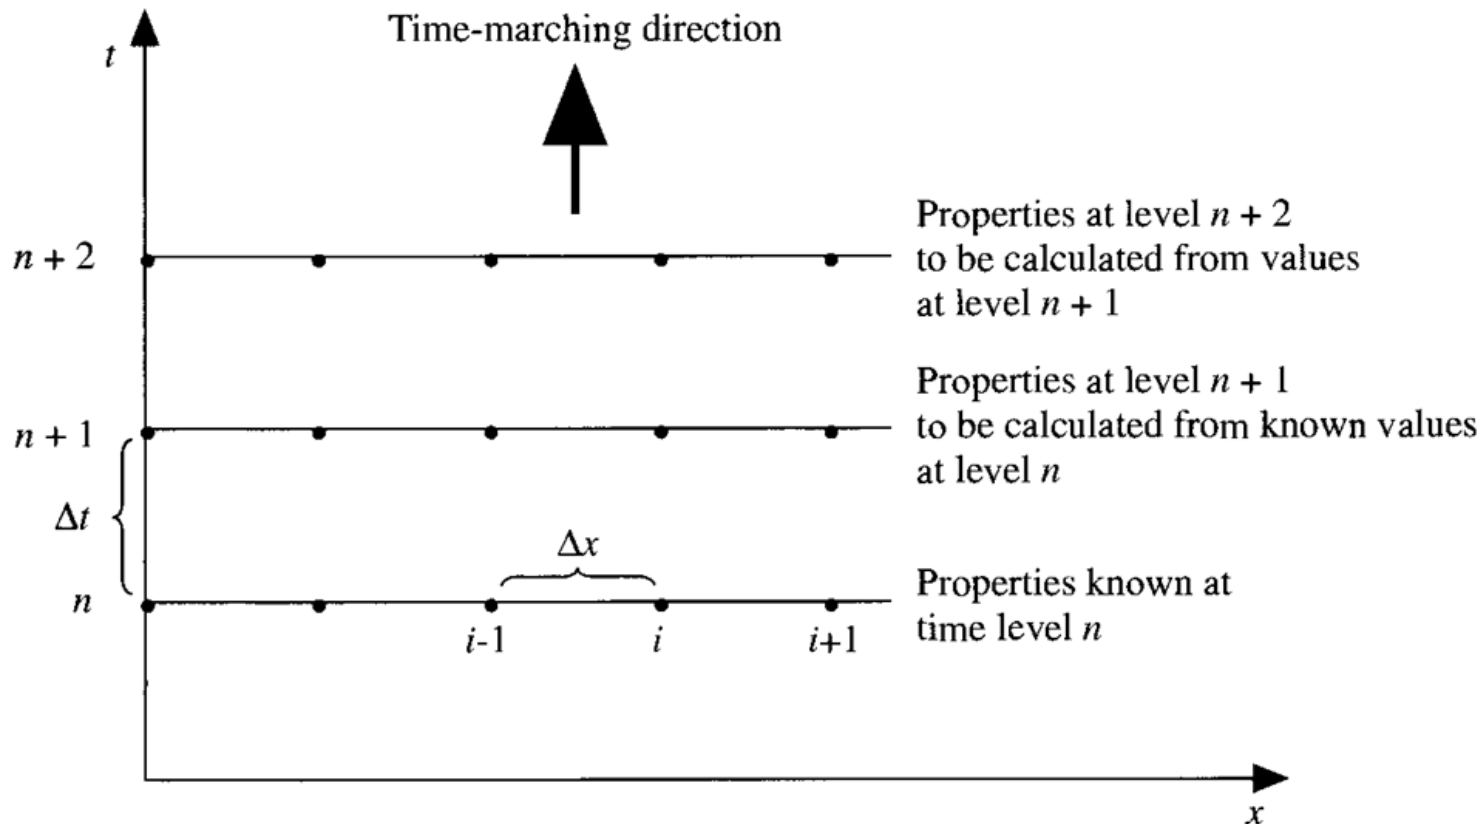 Time-marching direction
t
n + 2
Properties at level n + 2
to be calculated from values
at level n + 1
n + 1
Properties at level n + 1
to be calculated from known values
at level n
Δt
Δx
n
Properties known at
time level n
i-1
i
i+1
x